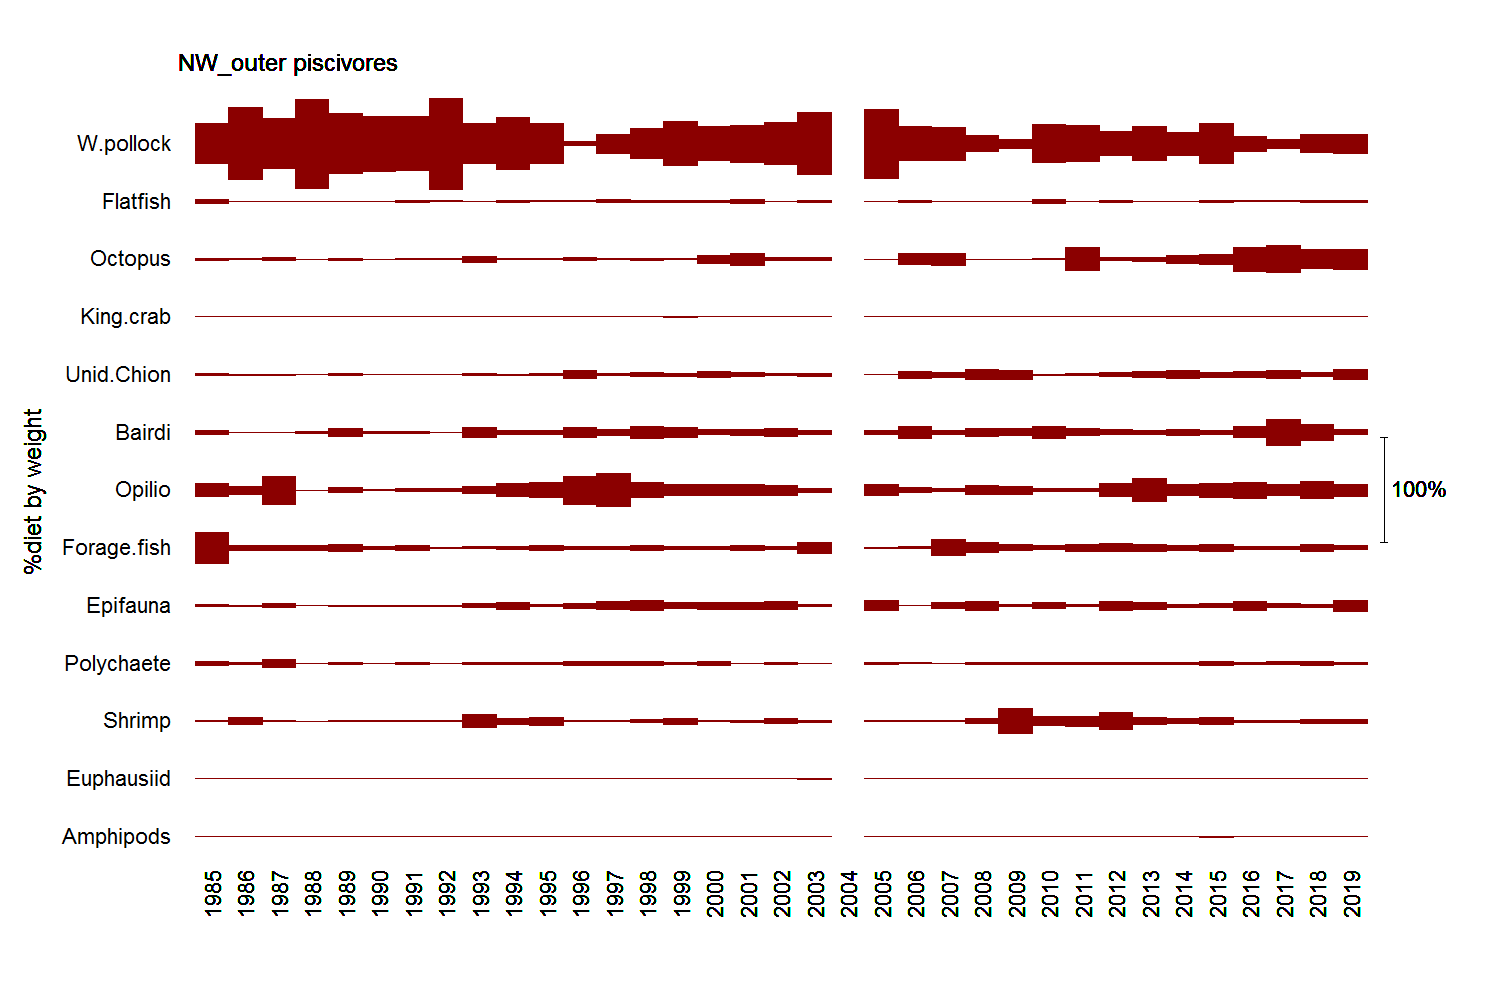 NW_outer piscivores
W.pollock
Flatfish
Octopus
King.crab
Unid.Chion
Bairdi
Opilio
Forage.fish
Epifauna
Polychaete
Shrimp
Euphausiid
Amphipods
%diet by weight
100%
1985 1986 1987 1988 1989 1990 1991 1992 1993 1994 1995 1996 1997 1998 1999 2000 2001 2002 2003 2004 2005 2006 2007 2008 2009 2010 2011 2012 2013 2014 2015 2016 2017 2018 2019